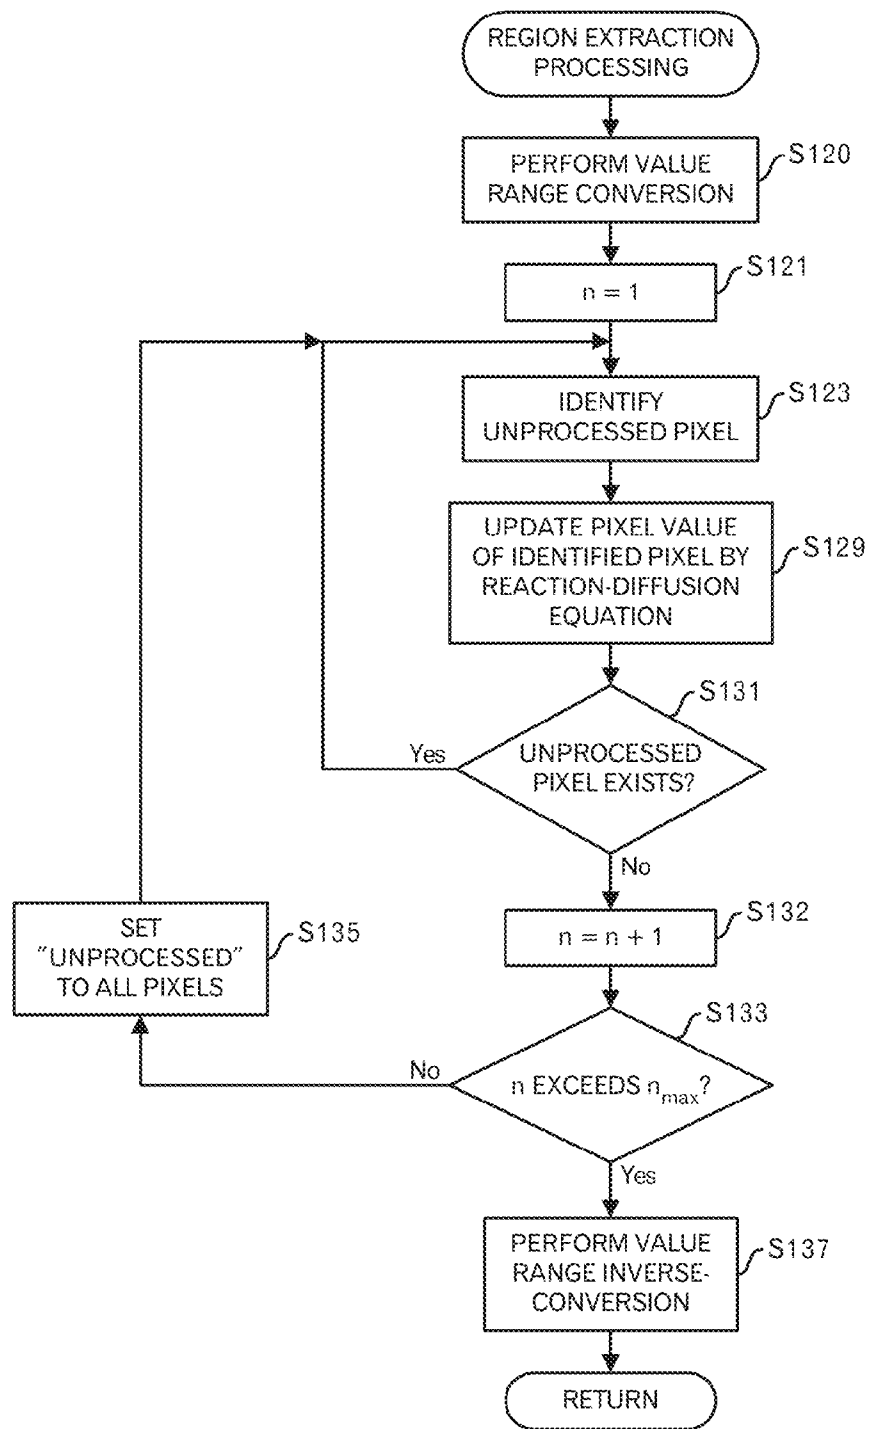 REGION EXTRACTION
PROCESSING
S120
PERFORM VALUE
RANGE CONVERSION
S121
n = 1
S123
IDENTIFY
UNPROCESSED PIXEL
S129
UPDATE PIXEL VALUE
OF IDENTIFIED PIXEL BY
REACTION-DIFFUSION
EQUATION
S131
Yes
UNPROCESSED
PIXEL EXISTS?
No
S132
n = n + 1
S135
SET
"UNPROCESSED"
TO ALL PIXELS
S133
No
n EXCEEDS nmax?
Yes
S137
PERFORM VALUE
RANGE INVERSE-
CONVERSION
RETURN